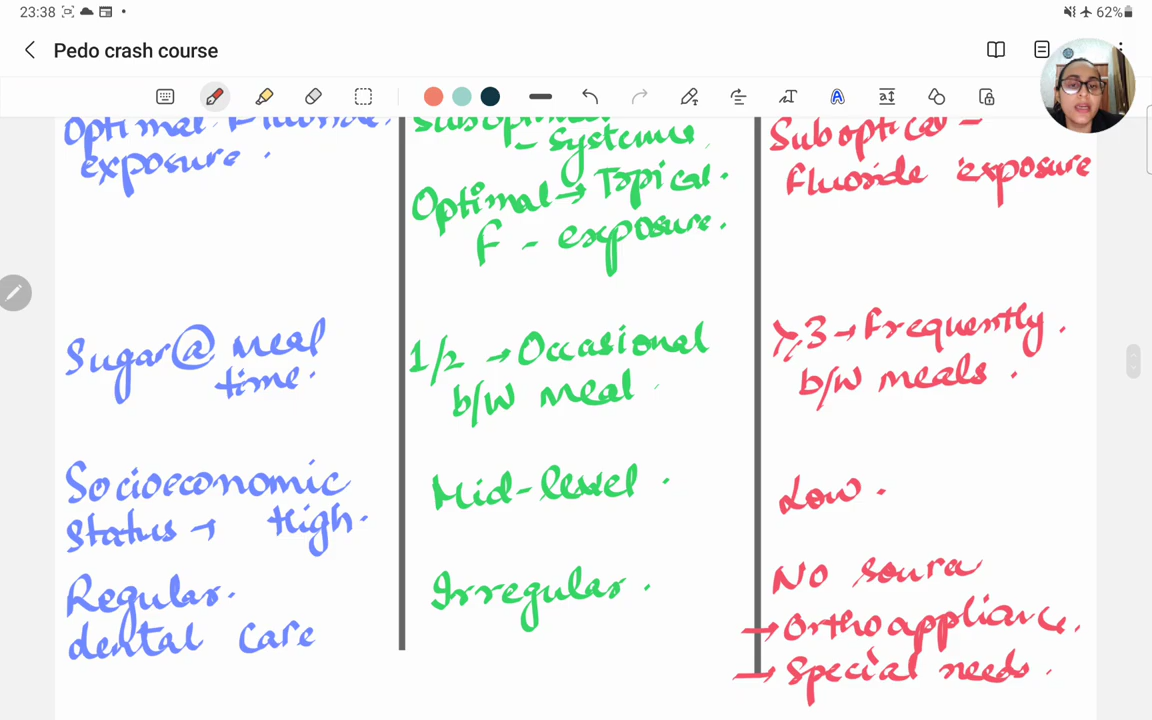 23:38
62%
Pedo crash course
Optimal Fluoride
exposure.
Systemic
Optimal → Topical.
F - exposure.
Suboptical -
fluoride exposure
Sugar @ Meal
time.
1/2 → Occasional
b/w Meal
≥3 → Frequently.
b/w meals.
Socioeconomic
Status → High.
Mid-level.
Low.
Regular.
dental care
Irregular.
No source
→ Ortho appliance.
→ Special needs.